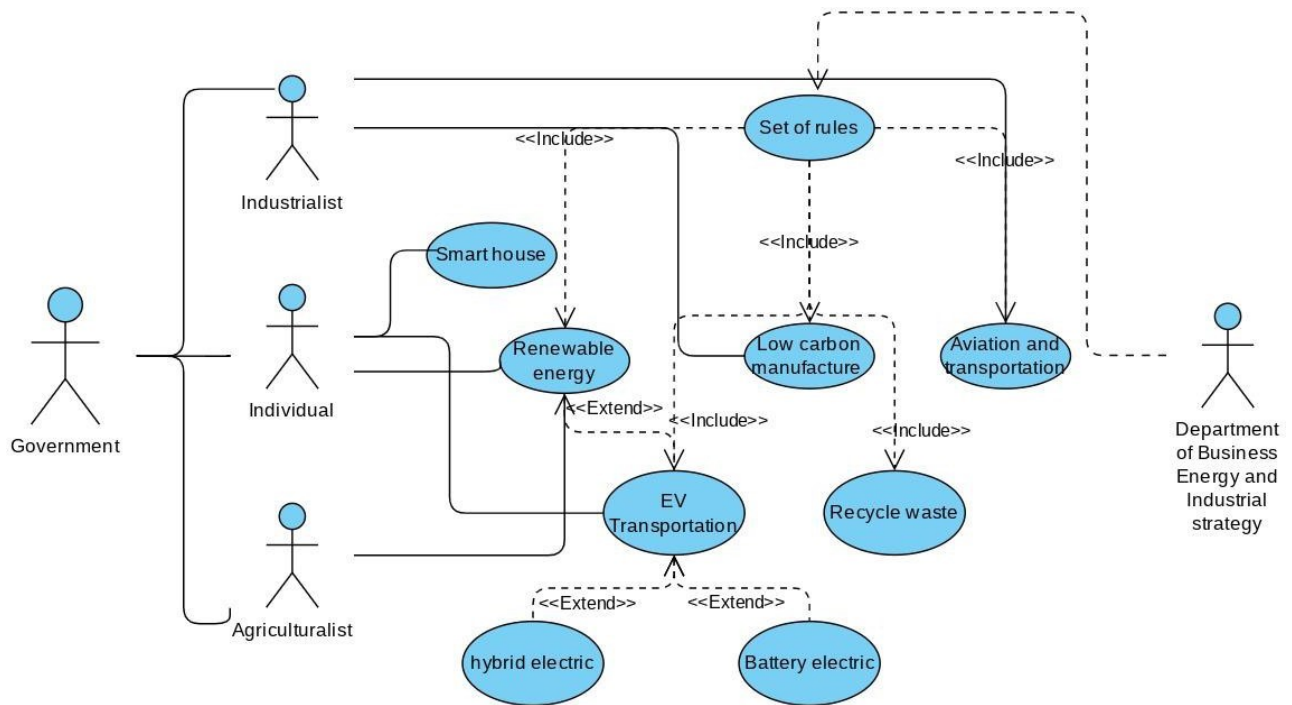 Set of rules
<<Include>>
<<Include>>
Industrialist
Smart house
<<Include>>
Renewable
energy
Low carbon
manufacture
Aviation and
transportation
Individual
<<Extend>>
<<Include>>
<<Include>>
Government
Department
of Business
Energy and
Industrial
strategy
EV
Transportation
Recycle waste
<<Extend>>
<<Extend>>
Agriculturalist
hybrid electric
Battery electric